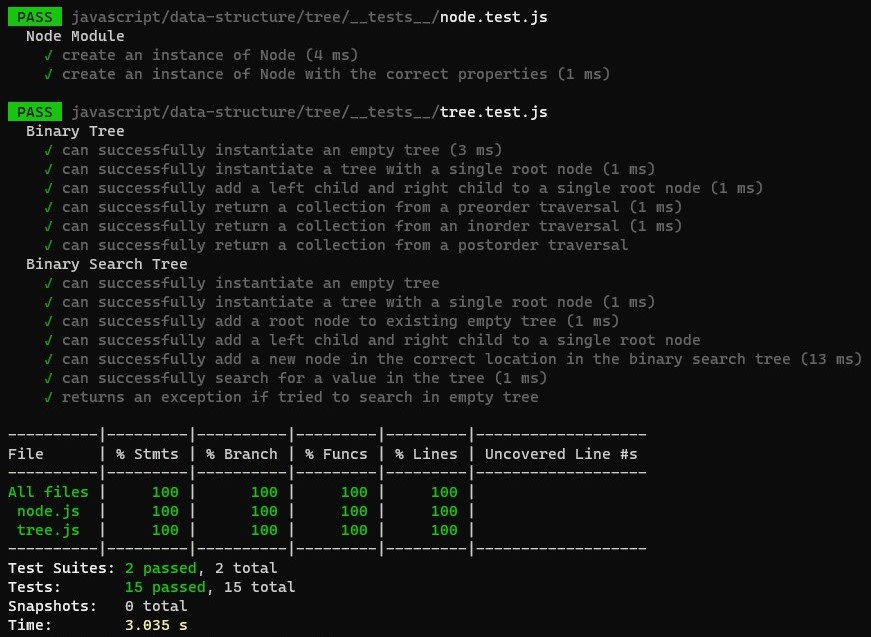 PASS javascript/data-structure/tree/__tests__/node.test.js
Node Module
✓ create an instance of Node (4 ms)
✓ create an instance of Node with the correct properties (1 ms)
PASS javascript/data-structure/tree/__tests__/tree.test.js
Binary Tree
✓ can successfully instantiate an empty tree (3 ms)
✓ can successfully instantiate a tree with a single root node (1 ms)
✓ can successfully add a left child and right child to a single root node (1 ms)
✓ can successfully return a collection from a preorder traversal (1 ms)
✓ can successfully return a collection from an inorder traversal (1 ms)
✓ can successfully return a collection from a postorder traversal
Binary Search Tree
✓ can successfully instantiate an empty tree
✓ can successfully instantiate a tree with a single root node (1 ms)
✓ can successfully add a root node to existing empty tree (1 ms)
✓ can successfully add a left child and right child to a single root node
✓ can successfully add a new node in the correct location in the binary search tree (13 ms)
✓ can successfully search for a value in the tree (1 ms)
✓ returns an exception if tried to search in empty tree
----------|---------|----------|---------|---------|-------------------
File      | % Stmts | % Branch | % Funcs | % Lines | Uncovered Line #s
----------|---------|----------|---------|---------|-------------------
All files |     100 |      100 |     100 |     100 |
 node.js  |     100 |      100 |     100 |     100 |
 tree.js  |     100 |      100 |     100 |     100 |
----------|---------|----------|---------|---------|-------------------
Test Suites: 2 passed, 2 total
Tests:       15 passed, 15 total
Snapshots:   0 total
Time:        3.035 s